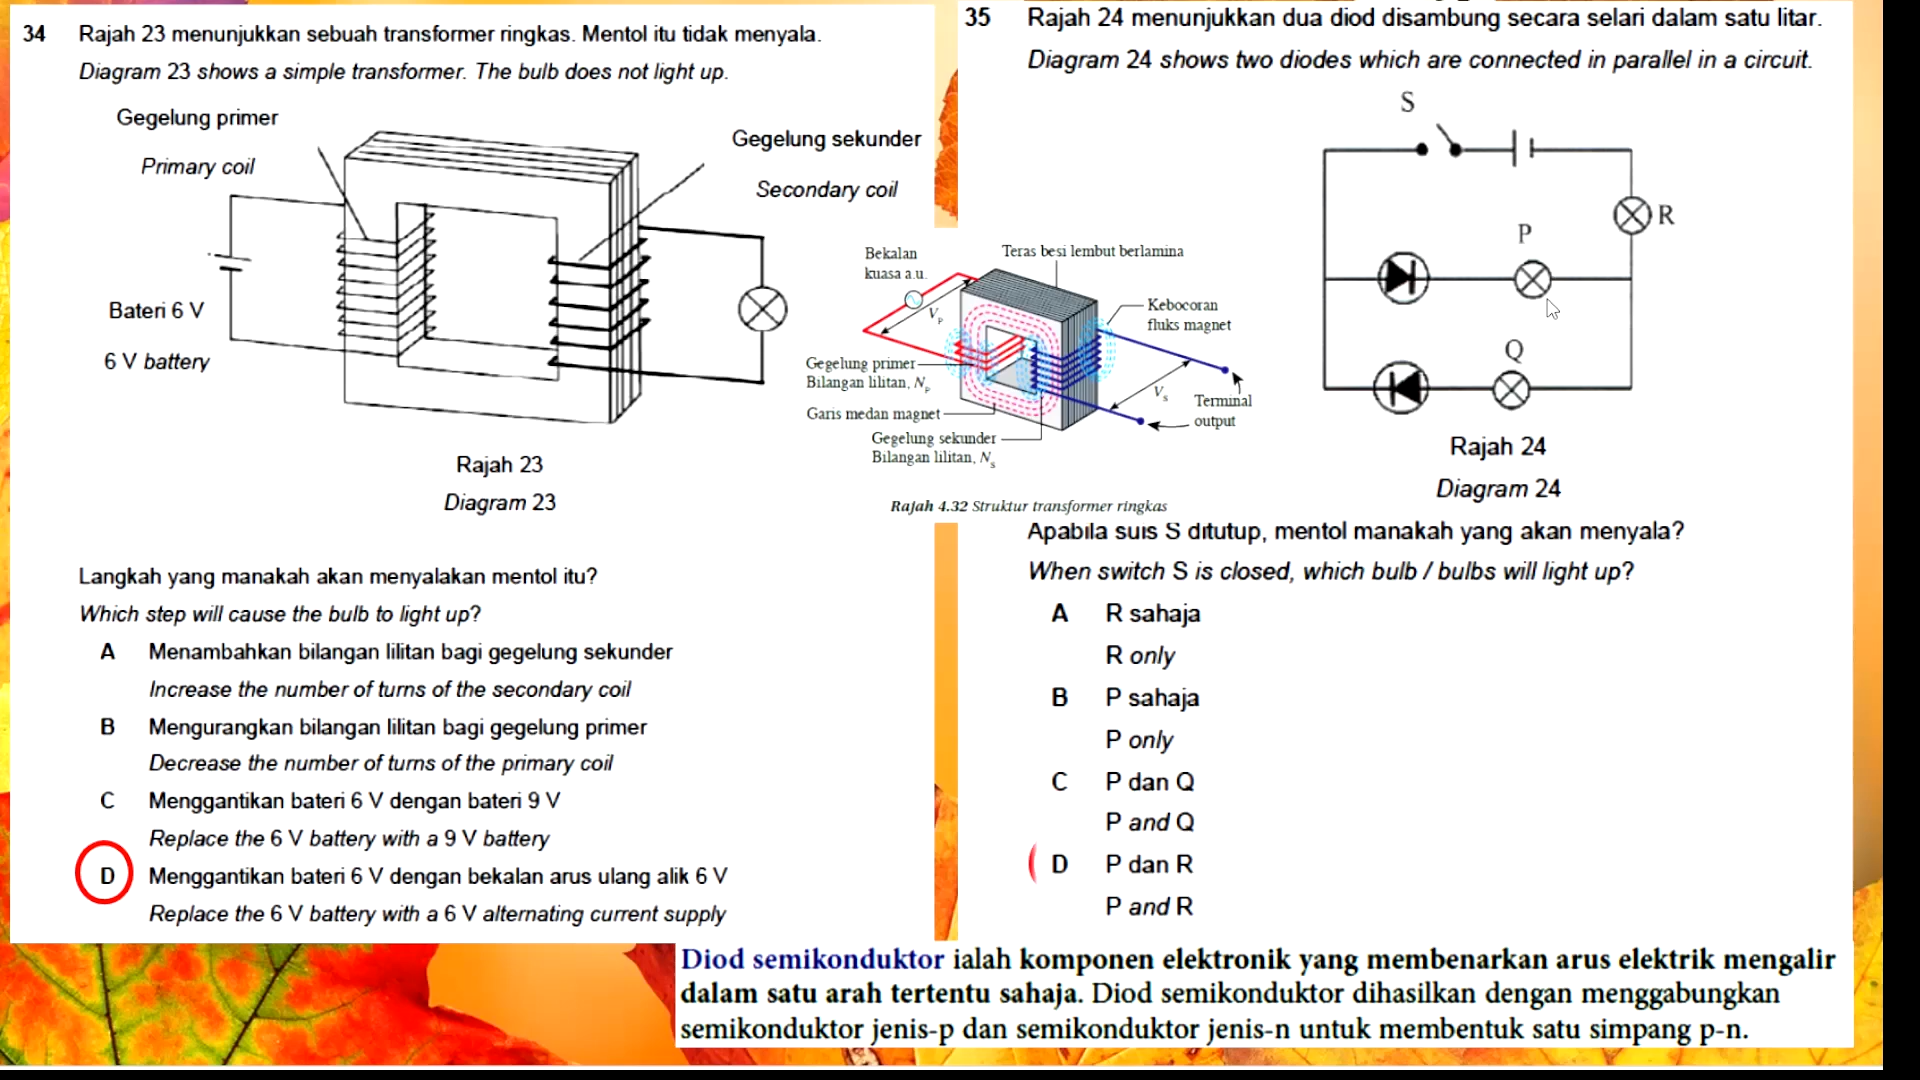 34 Rajah 23 menunjukkan sebuah transformer ringkas. Mentol itu tidak menyala.
Diagram 23 shows a simple transformer. The bulb does not light up.
Gegelung primer
Primary coil
Gegelung sekunder
Secondary coil
Bateri 6 V
6 V battery
Rajah 23
Diagram 23
Langkah yang manakah akan menyalakan mentol itu?
Which step will cause the bulb to light up?
A Menambahkan bilangan lilitan bagi gegelung sekunder
Increase the number of turns of the secondary coil
B Mengurangkan bilangan lilitan bagi gegelung primer
Decrease the number of turns of the primary coil
C Menggantikan bateri 6 V dengan bateri 9 V
Replace the 6 V battery with a 9 V battery
D Menggantikan bateri 6 V dengan bekalan arus ulang alik 6 V
Replace the 6 V battery with a 6 V alternating current supply
Bekalan
kuasa a.u.
Teras besi lembut berlamina
Kebocoran
fluks magnet
Vp
Gegelung primer
Bilangan lilitan, Np
Garis medan magnet
Gegelung sekunder
Bilangan lilitan, Ns
Vs
Terminal
output
Rajah 4.32 Struktur transformer ringkas
35 Rajah 24 menunjukkan dua diod disambung secara selari dalam satu litar.
Diagram 24 shows two diodes which are connected in parallel in a circuit.
S
R
P
Q
Rajah 24
Diagram 24
Apabila suis S ditutup, mentol manakah yang akan menyala?
When switch S is closed, which bulb / bulbs will light up?
A R sahaja
R only
B P sahaja
P only
C P dan Q
P and Q
D P dan R
P and R
Diod semikonduktor ialah komponen elektronik yang membenarkan arus elektrik mengalir
dalam satu arah tertentu sahaja. Diod semikonduktor dihasilkan dengan menggabungkan
semikonduktor jenis-p dan semikonduktor jenis-n untuk membentuk satu simpang p-n.